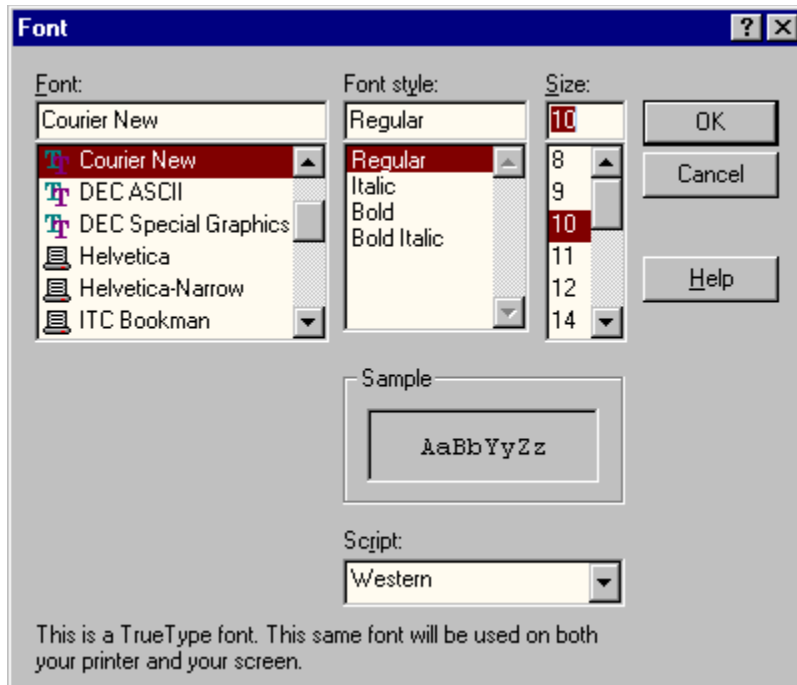 Font
Font:
Font style:
Size:
Courier New
Regular
10
OK
Courier New
DEC ASCII
DEC Special Graphics
Helvetica
Helvetica-Narrow
ITC Bookman
Regular
Italic
Bold
Bold Italic
8
9
10
11
12
14
Cancel
Help
Sample
AaBbYyZz
Script:
Western
This is a TrueType font. This same font will be used on both
your printer and your screen.